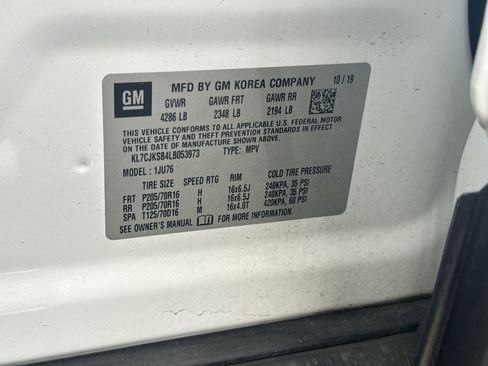 GM
MFD BY GM KOREA COMPANY 10 / 19
GVWR GAWR FRT GAWR RR
4286 LB 2348 LB 2194 LB
THIS VEHICLE CONFORMS TO ALL APPLICABLE U.S. FEDERAL MOTOR
VEHICLE SAFETY AND THEFT PREVENTION STANDARDS IN EFFECT
ON THE DATE OF MANUFACTURE SHOWN ABOVE.
KL7CJKSB4LB053973 TYPE: MPV
MODEL : 1JU76
SPEED RTG RIM COLD TIRE PRESSURE
FRT P205/70R16 H 16x6.5J 240KPA, 35 PSI
RR P205/70R16 H 16x6.5J 240KPA, 35 PSI
SPA T125/70D16 M 16x4.0T 420KPA, 60 PSI
SEE OWNER'S MANUAL FOR MORE INFORMATION.